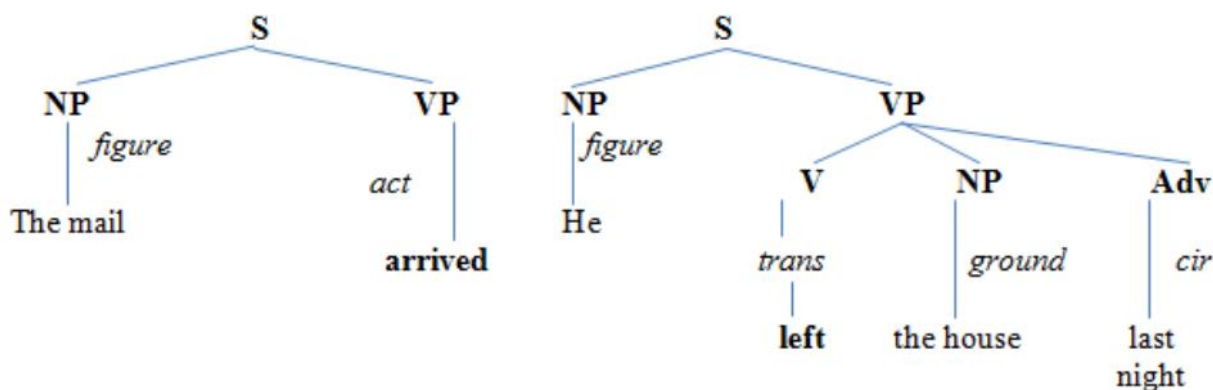 S S
NP VP NP VP
figure figure
act V NP Adv
The mail He
arrived trans ground cir
left the house last
night